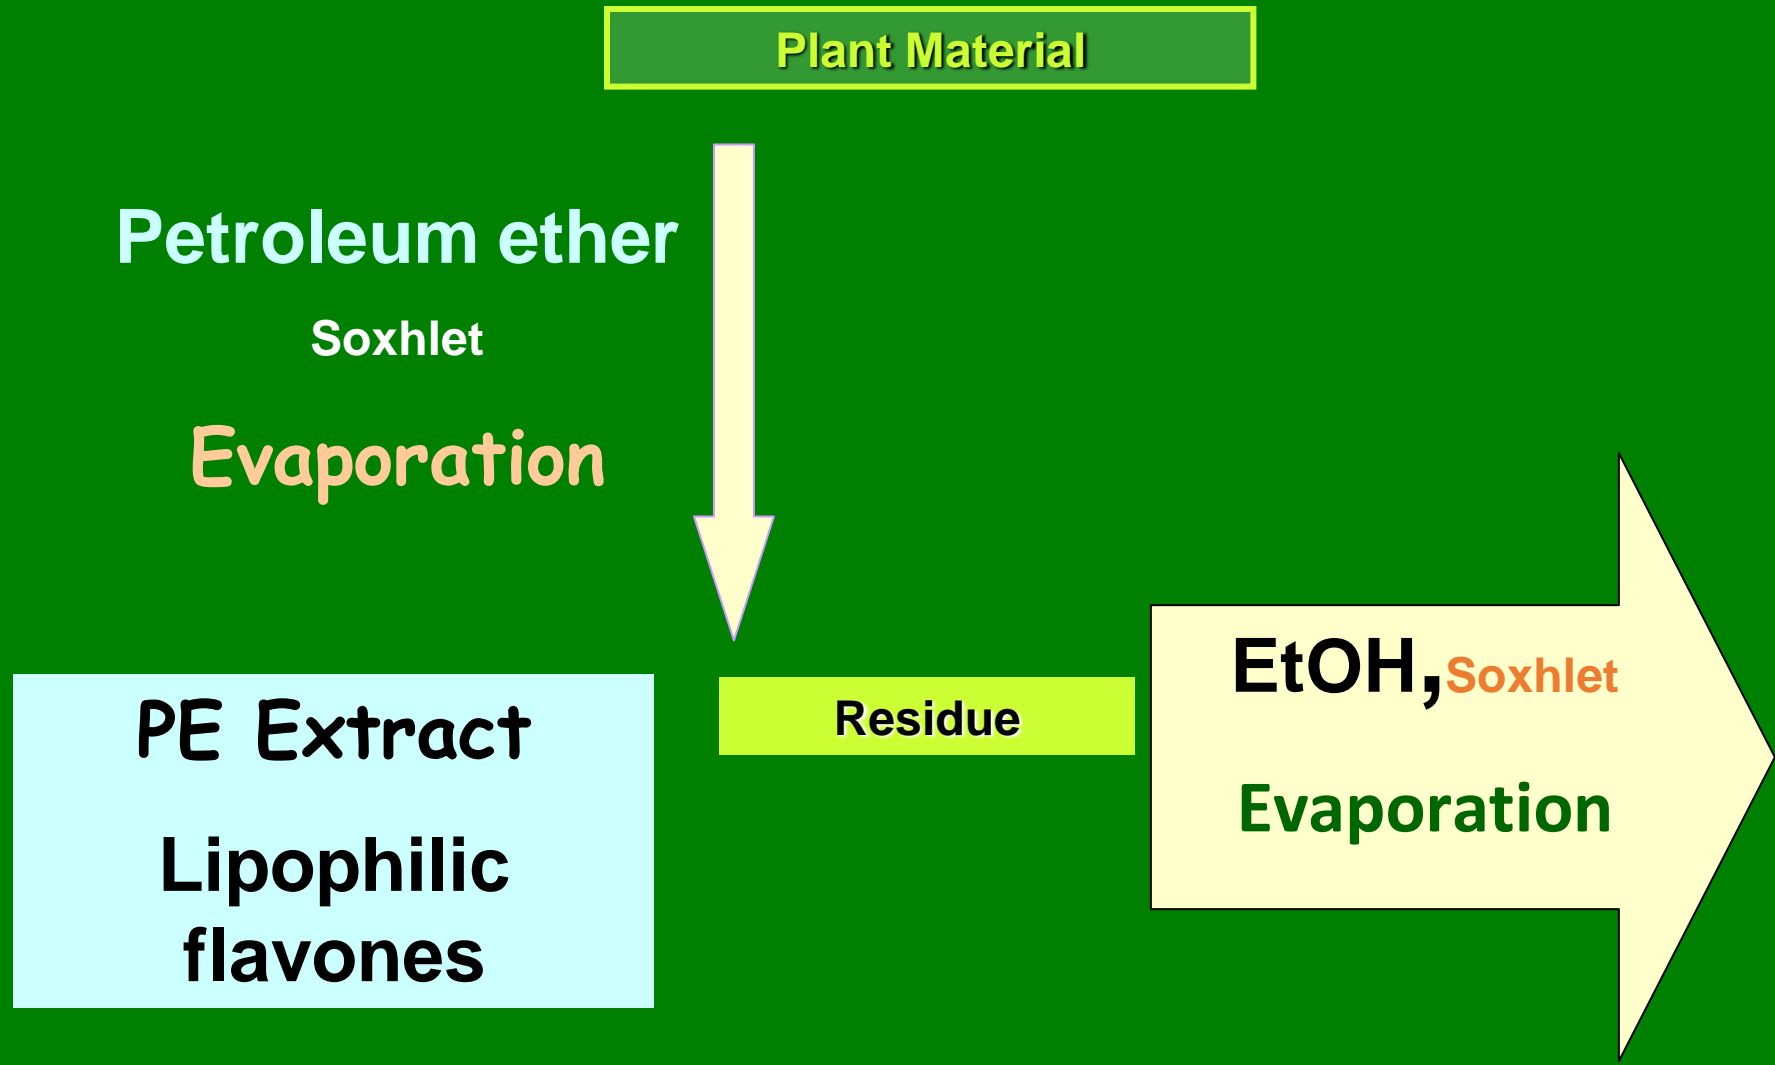 Plant Material
Petroleum ether
Soxhlet
Evaporation
PE Extract
Lipophilic
flavones
Residue
EtOH,Soxhlet
Evaporation